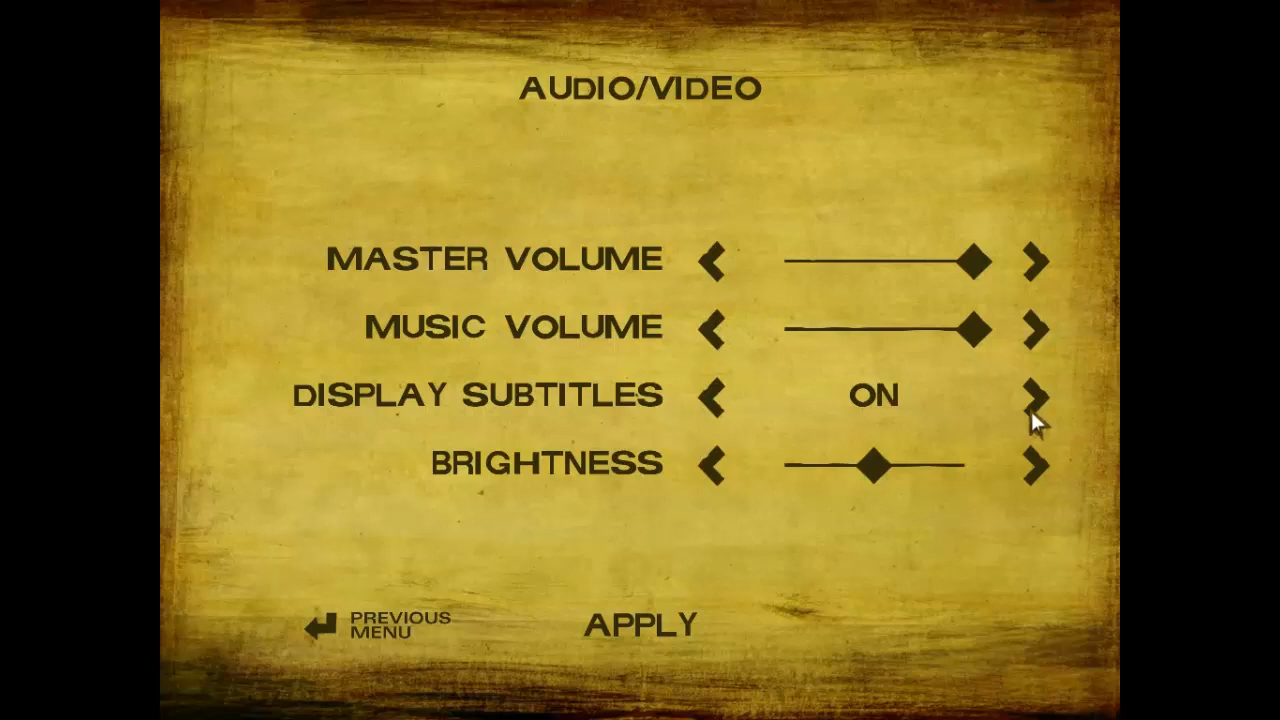 AUDIO/VIDEO
MASTER VOLUME
MUSIC VOLUME
DISPLAY SUBTITLES ON
BRIGHTNESS
PREVIOUS
MENU
APPLY